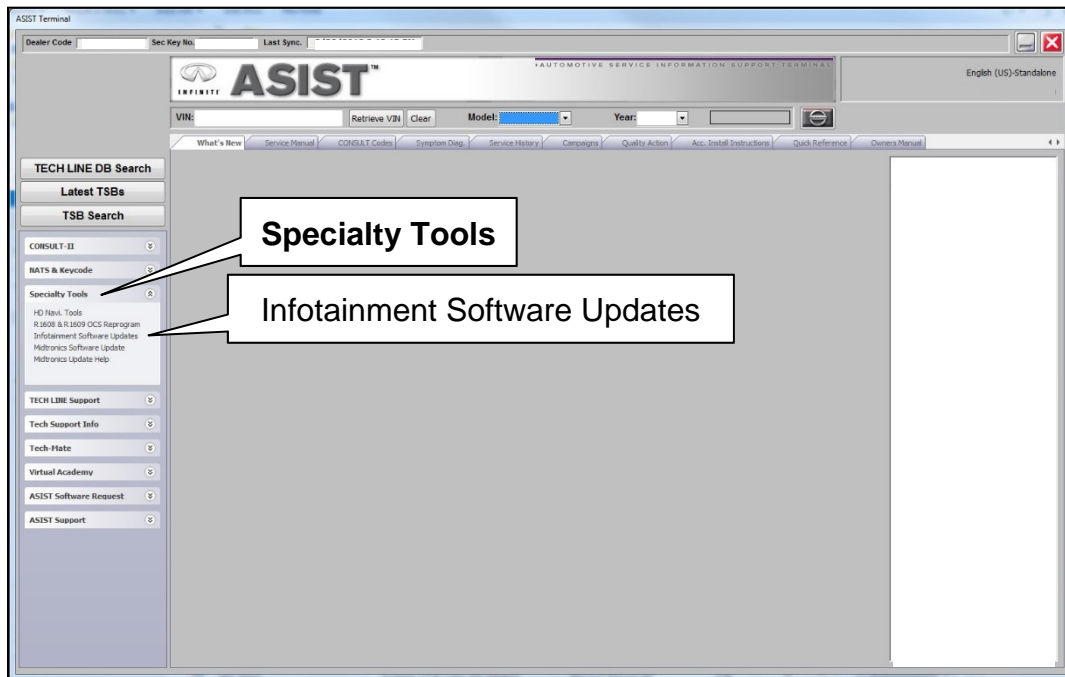 ASIST Terminal
Dealer Code
Sec Key No.
Last Sync.
INFINITI ASIST™
›AUTOMOTIVE SERVICE INFORMATION SUPPORT TERMINAL
English (US)-Standalone
VIN: Retrieve VIN Clear Model: Year:
What's New Service Manual CONSULT Codes Symptom Diag. Service History Campaigns Quality Action Acc. Install Instructions Quick Reference Owners Manual
TECH LINE DB Search
Latest TSBs
TSB Search
CONSULT-II
NATS & Keycode
Specialty Tools
HD Navi. Tools
R1608 & R1609 OCS Reprogram
Infotainment Software Updates
Midtronics Software Update
Midtronics Update Help
TECH LINE Support
Tech Support Info
Tech-Mate
Virtual Academy
ASIST Software Request
ASIST Support
Specialty Tools
Infotainment Software Updates